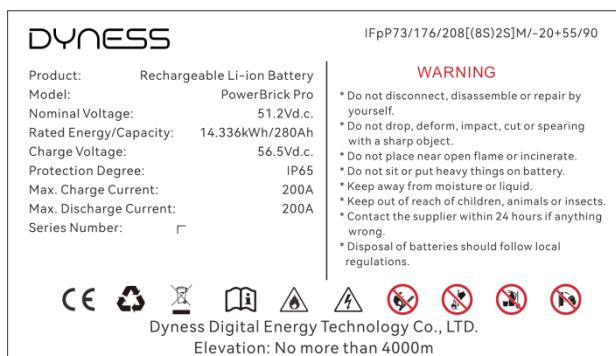 DYNESS
IFpP73/176/208[(8S)2S]M/-20+55/90
Product: Rechargeable Li-ion Battery
Model: PowerBrick Pro
Nominal Voltage: 51.2Vd.c.
Rated Energy/Capacity: 14.336kWh/280Ah
Charge Voltage: 56.5Vd.c.
Protection Degree: IP65
Max. Charge Current: 200A
Max. Discharge Current: 200A
Series Number:
WARNING
* Do not disconnect, disassemble or repair by
yourself.
* Do not drop, deform, impact, cut or spearing
with a sharp object.
* Do not place near open flame or incinerate.
* Do not sit or put heavy things on battery.
* Keep away from moisture or liquid.
* Keep out of reach of children, animals or insects.
* Contact the supplier within 24 hours if anything
wrong.
* Disposal of batteries should follow local
regulations.
CE
Dyness Digital Energy Technology Co., LTD.
Elevation: No more than 4000m